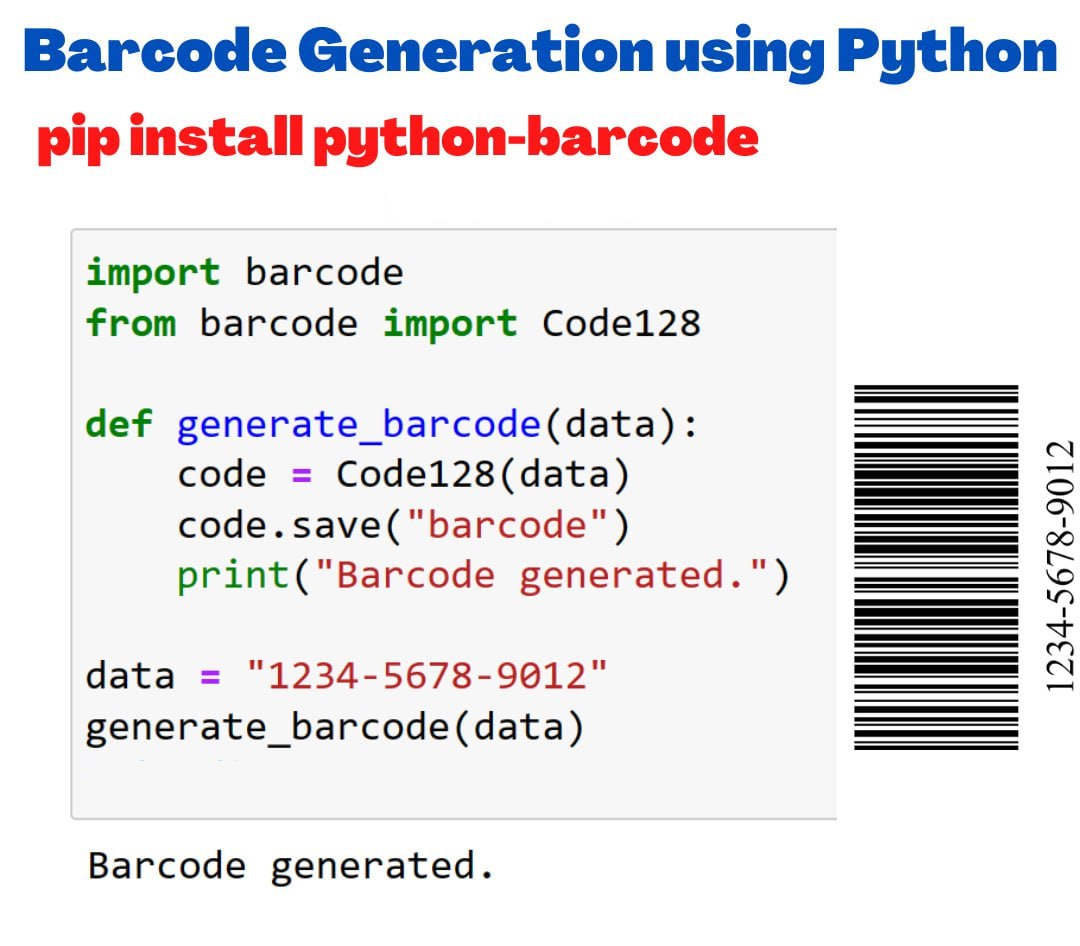 Barcode Generation using Python
pip install python-barcode
import barcode
from barcode import Code128
def generate_barcode(data):
    code = Code128(data)
    code.save("barcode")
    print("Barcode generated.")
data = "1234-5678-9012"
generate_barcode(data)
1234-5678-9012
Barcode generated.